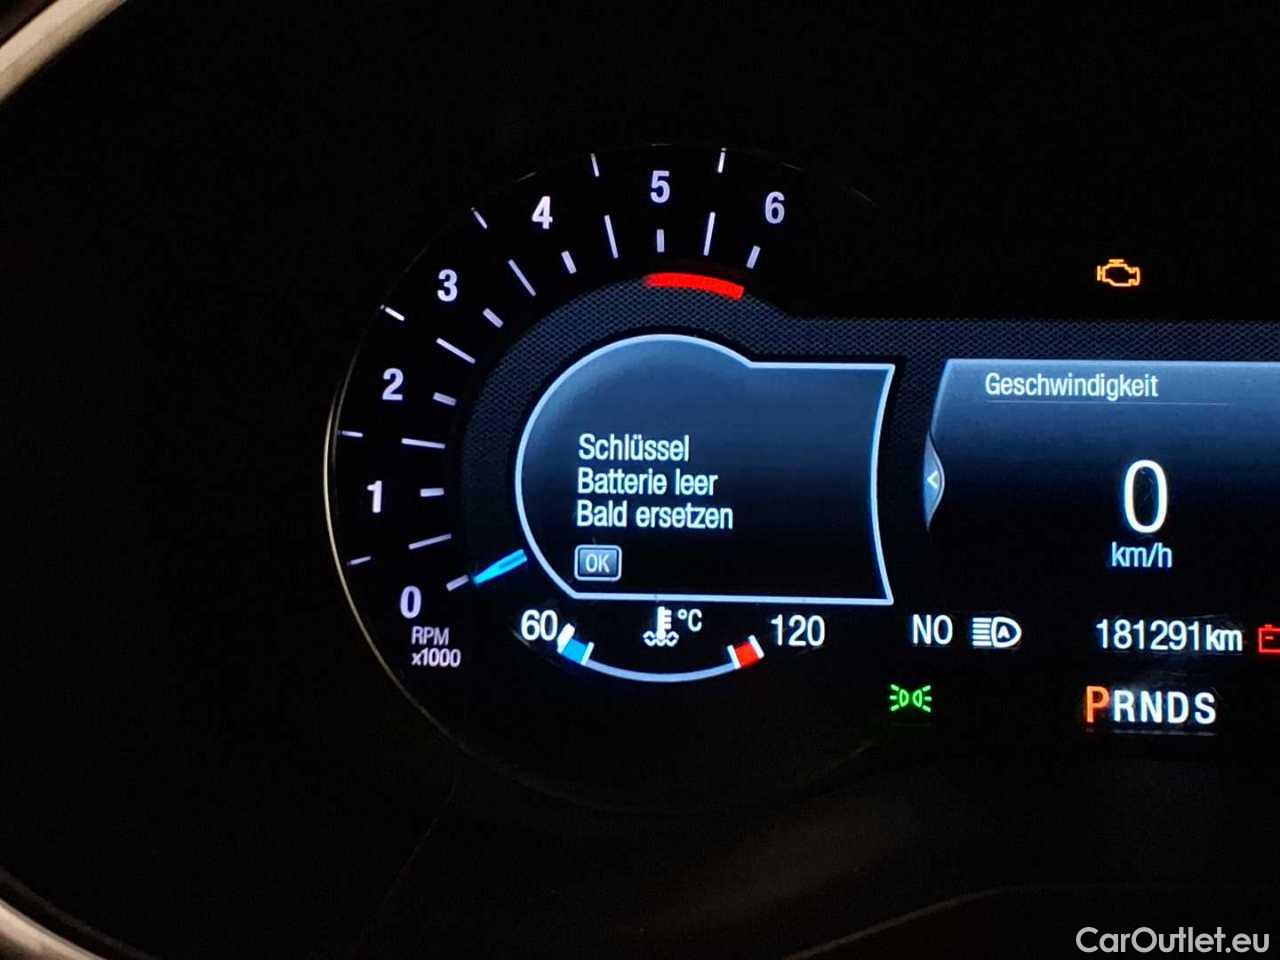 6
5
4
3
2
1
0
RPM
x1000
Schlüssel
Batterie leer
Bald ersetzen
OK
60
°C
120
Geschwindigkeit
<
0
km/h
NO
A
181291km
PRNDS
CarOutlet.eu